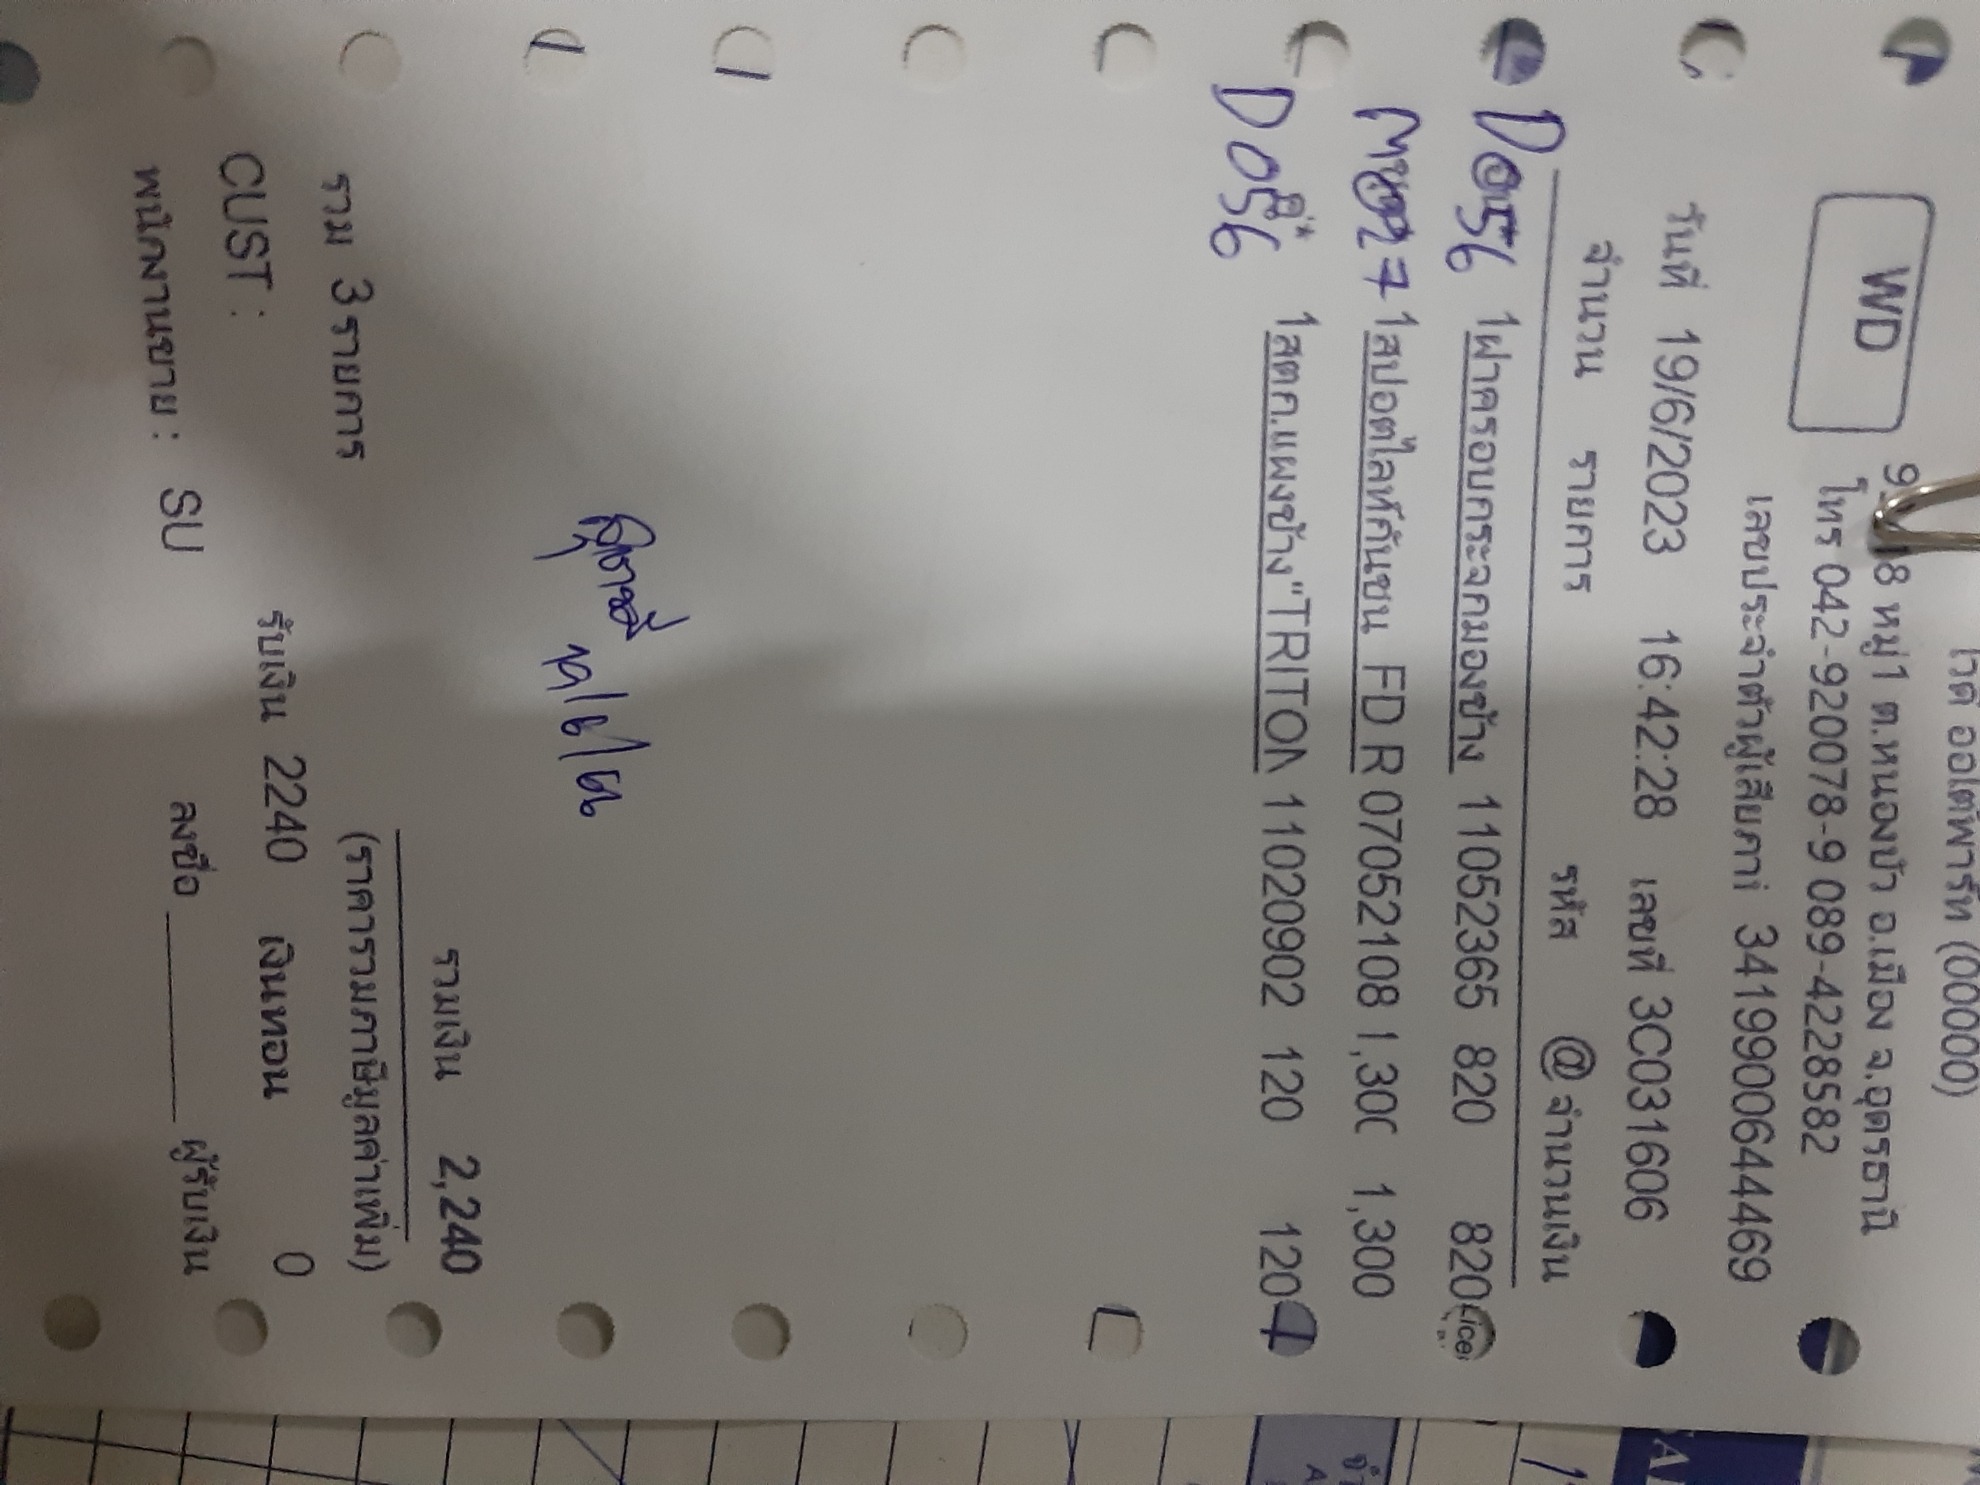 ออโต้พาร์ท (00000)
WD
8 หมู่1 ต.หนองบัว อ.เมือง จ.อุดรธานี
โทร 042-920078-9 089-4228582
เลขประจำตัวผู้เสียภาษี 3419900644469
วันที่ 19/6/2023 16:42:28 เลขที่ 3C031606
จำนวน รายการ รหัส @ จำนวนเงิน
D056 1 ฝาครอบกระจกมองข้าง 11052365 820 820
1 สปอตไลท์กันชน FD R 07052108 1,300 1,300
D056 1 สตค.แผงข้าง"TRITON 11020902 120 120
รวมเงิน 2,240
รวม 3 รายการ (ราคารวมภาษีมูลค่าเพิ่ม)
CUST : รับเงิน 2240 เงินทอน 0
พนักงานขาย : SU ลงชื่อ ผู้รับเงิน